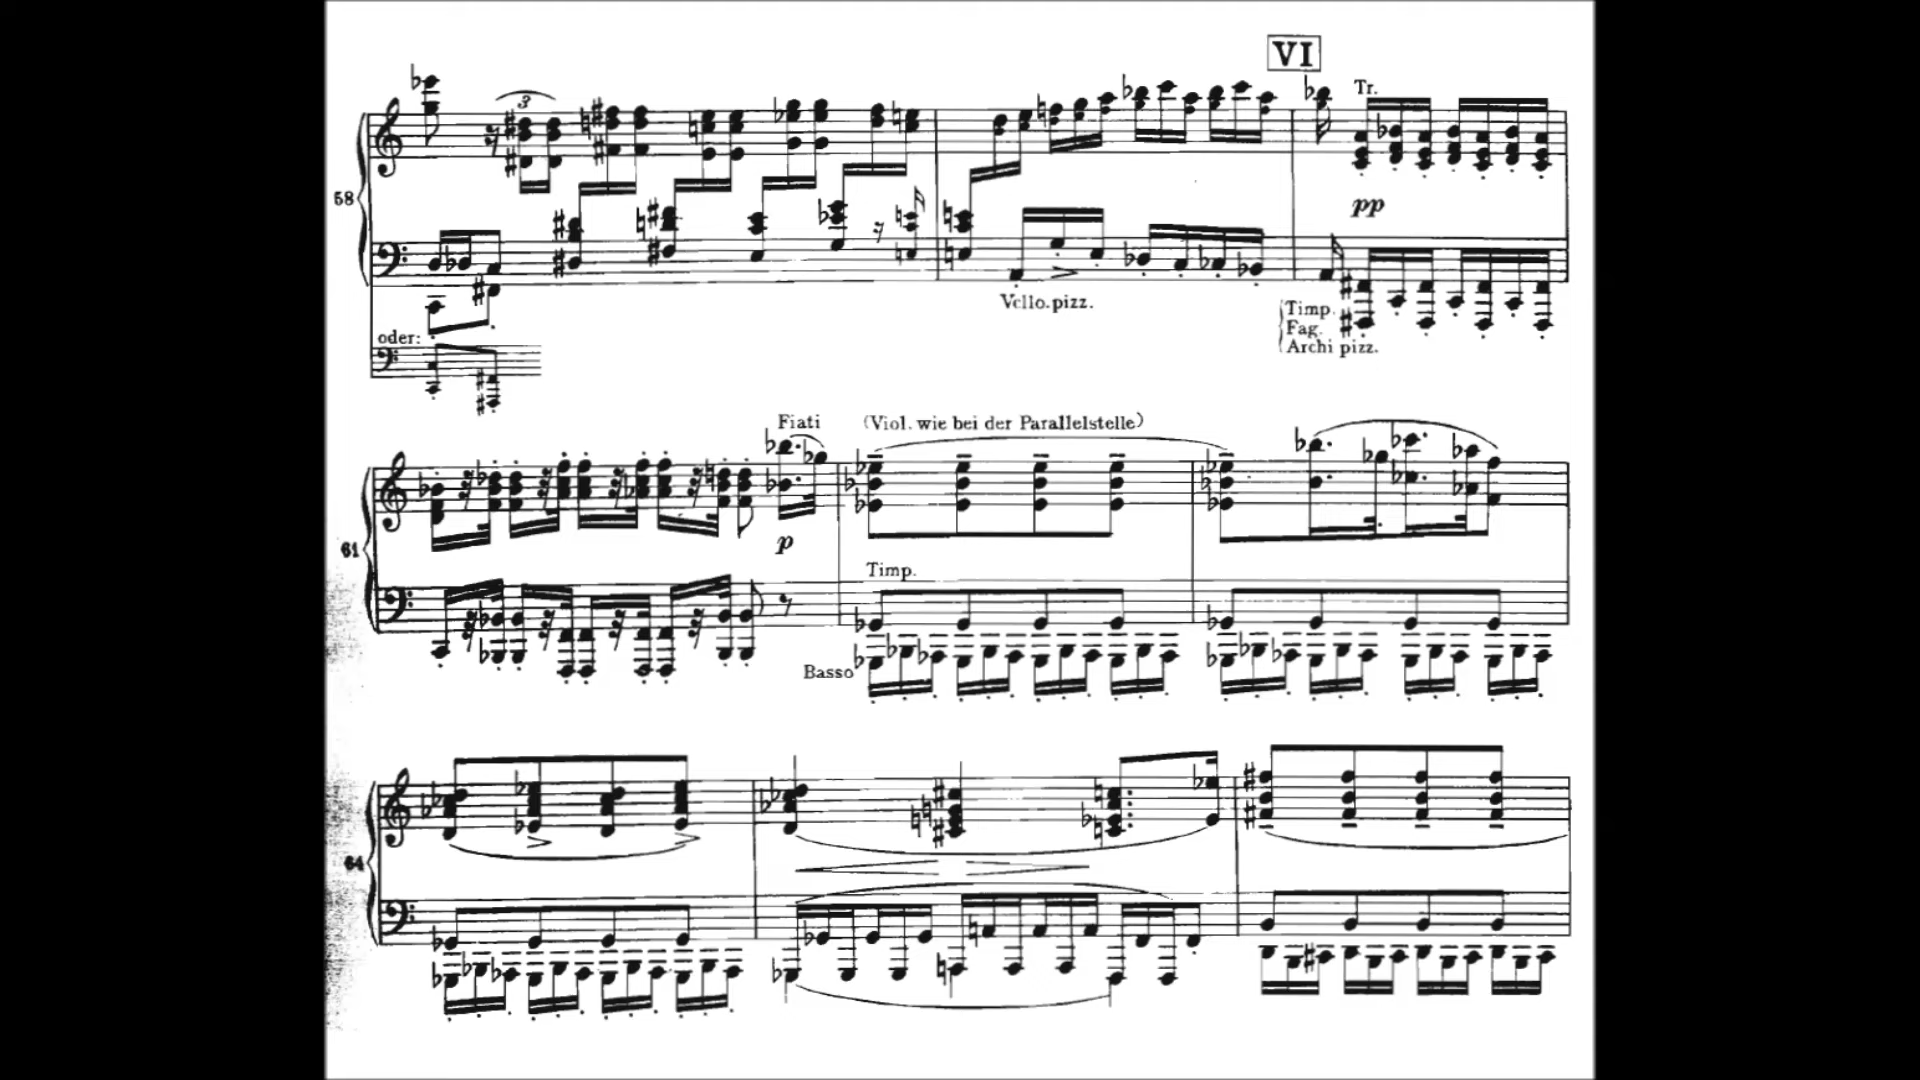 VI
3
Tr.
58
pp
Vcllo. pizz.
Timp.
Fag.
Archi pizz.
oder:
Fiati
(Viol. wie bei der Parallelstelle)
p
61
Timp.
Basso
64